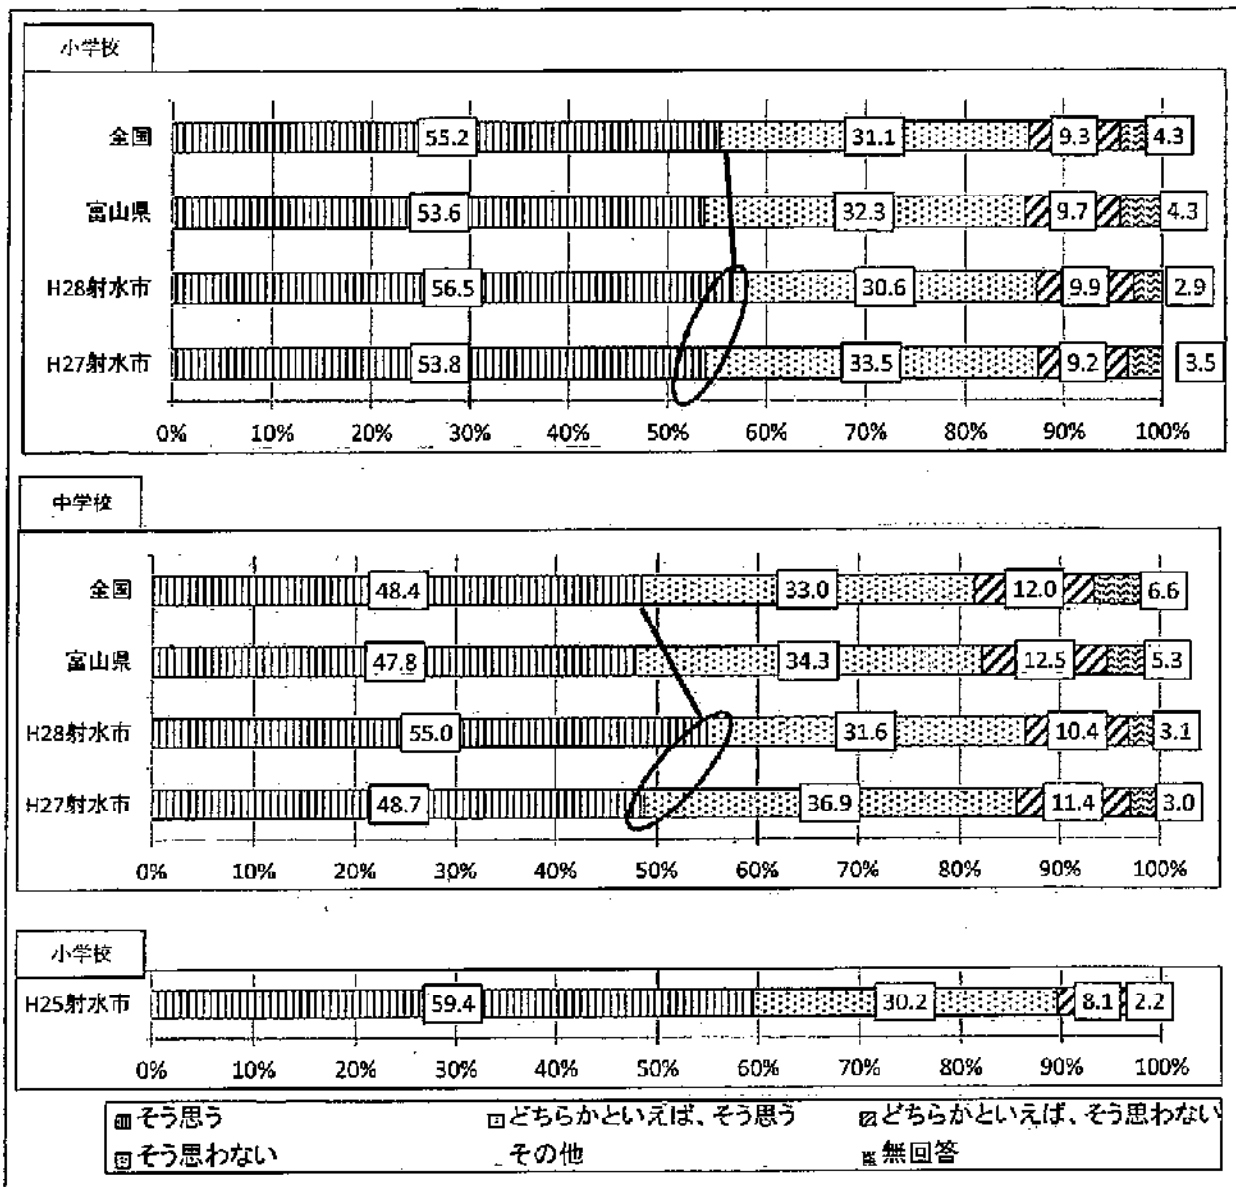 小学校
全国 55.2 31.1 9.3 4.3
富山県 53.6 32.3 9.7 4.3
H28射水市 56.5 30.6 9.9 2.9
H27射水市 53.8 33.5 9.2 3.5
0% 10% 20% 30% 40% 50% 60% 70% 80% 90% 100%
中学校
全国 48.4 33.0 12.0 6.6
富山県 47.8 34.3 12.5 5.3
H28射水市 55.0 31.6 10.4 3.1
H27射水市 48.7 36.9 11.4 3.0
0% 10% 20% 30% 40% 50% 60% 70% 80% 90% 100%
小学校
H25射水市 59.4 30.2 8.1 2.2
0% 10% 20% 30% 40% 50% 60% 70% 80% 90% 100%
そう思う どちらかといえば、そう思う どちらかといえば、そう思わない
そう思わない その他 無回答